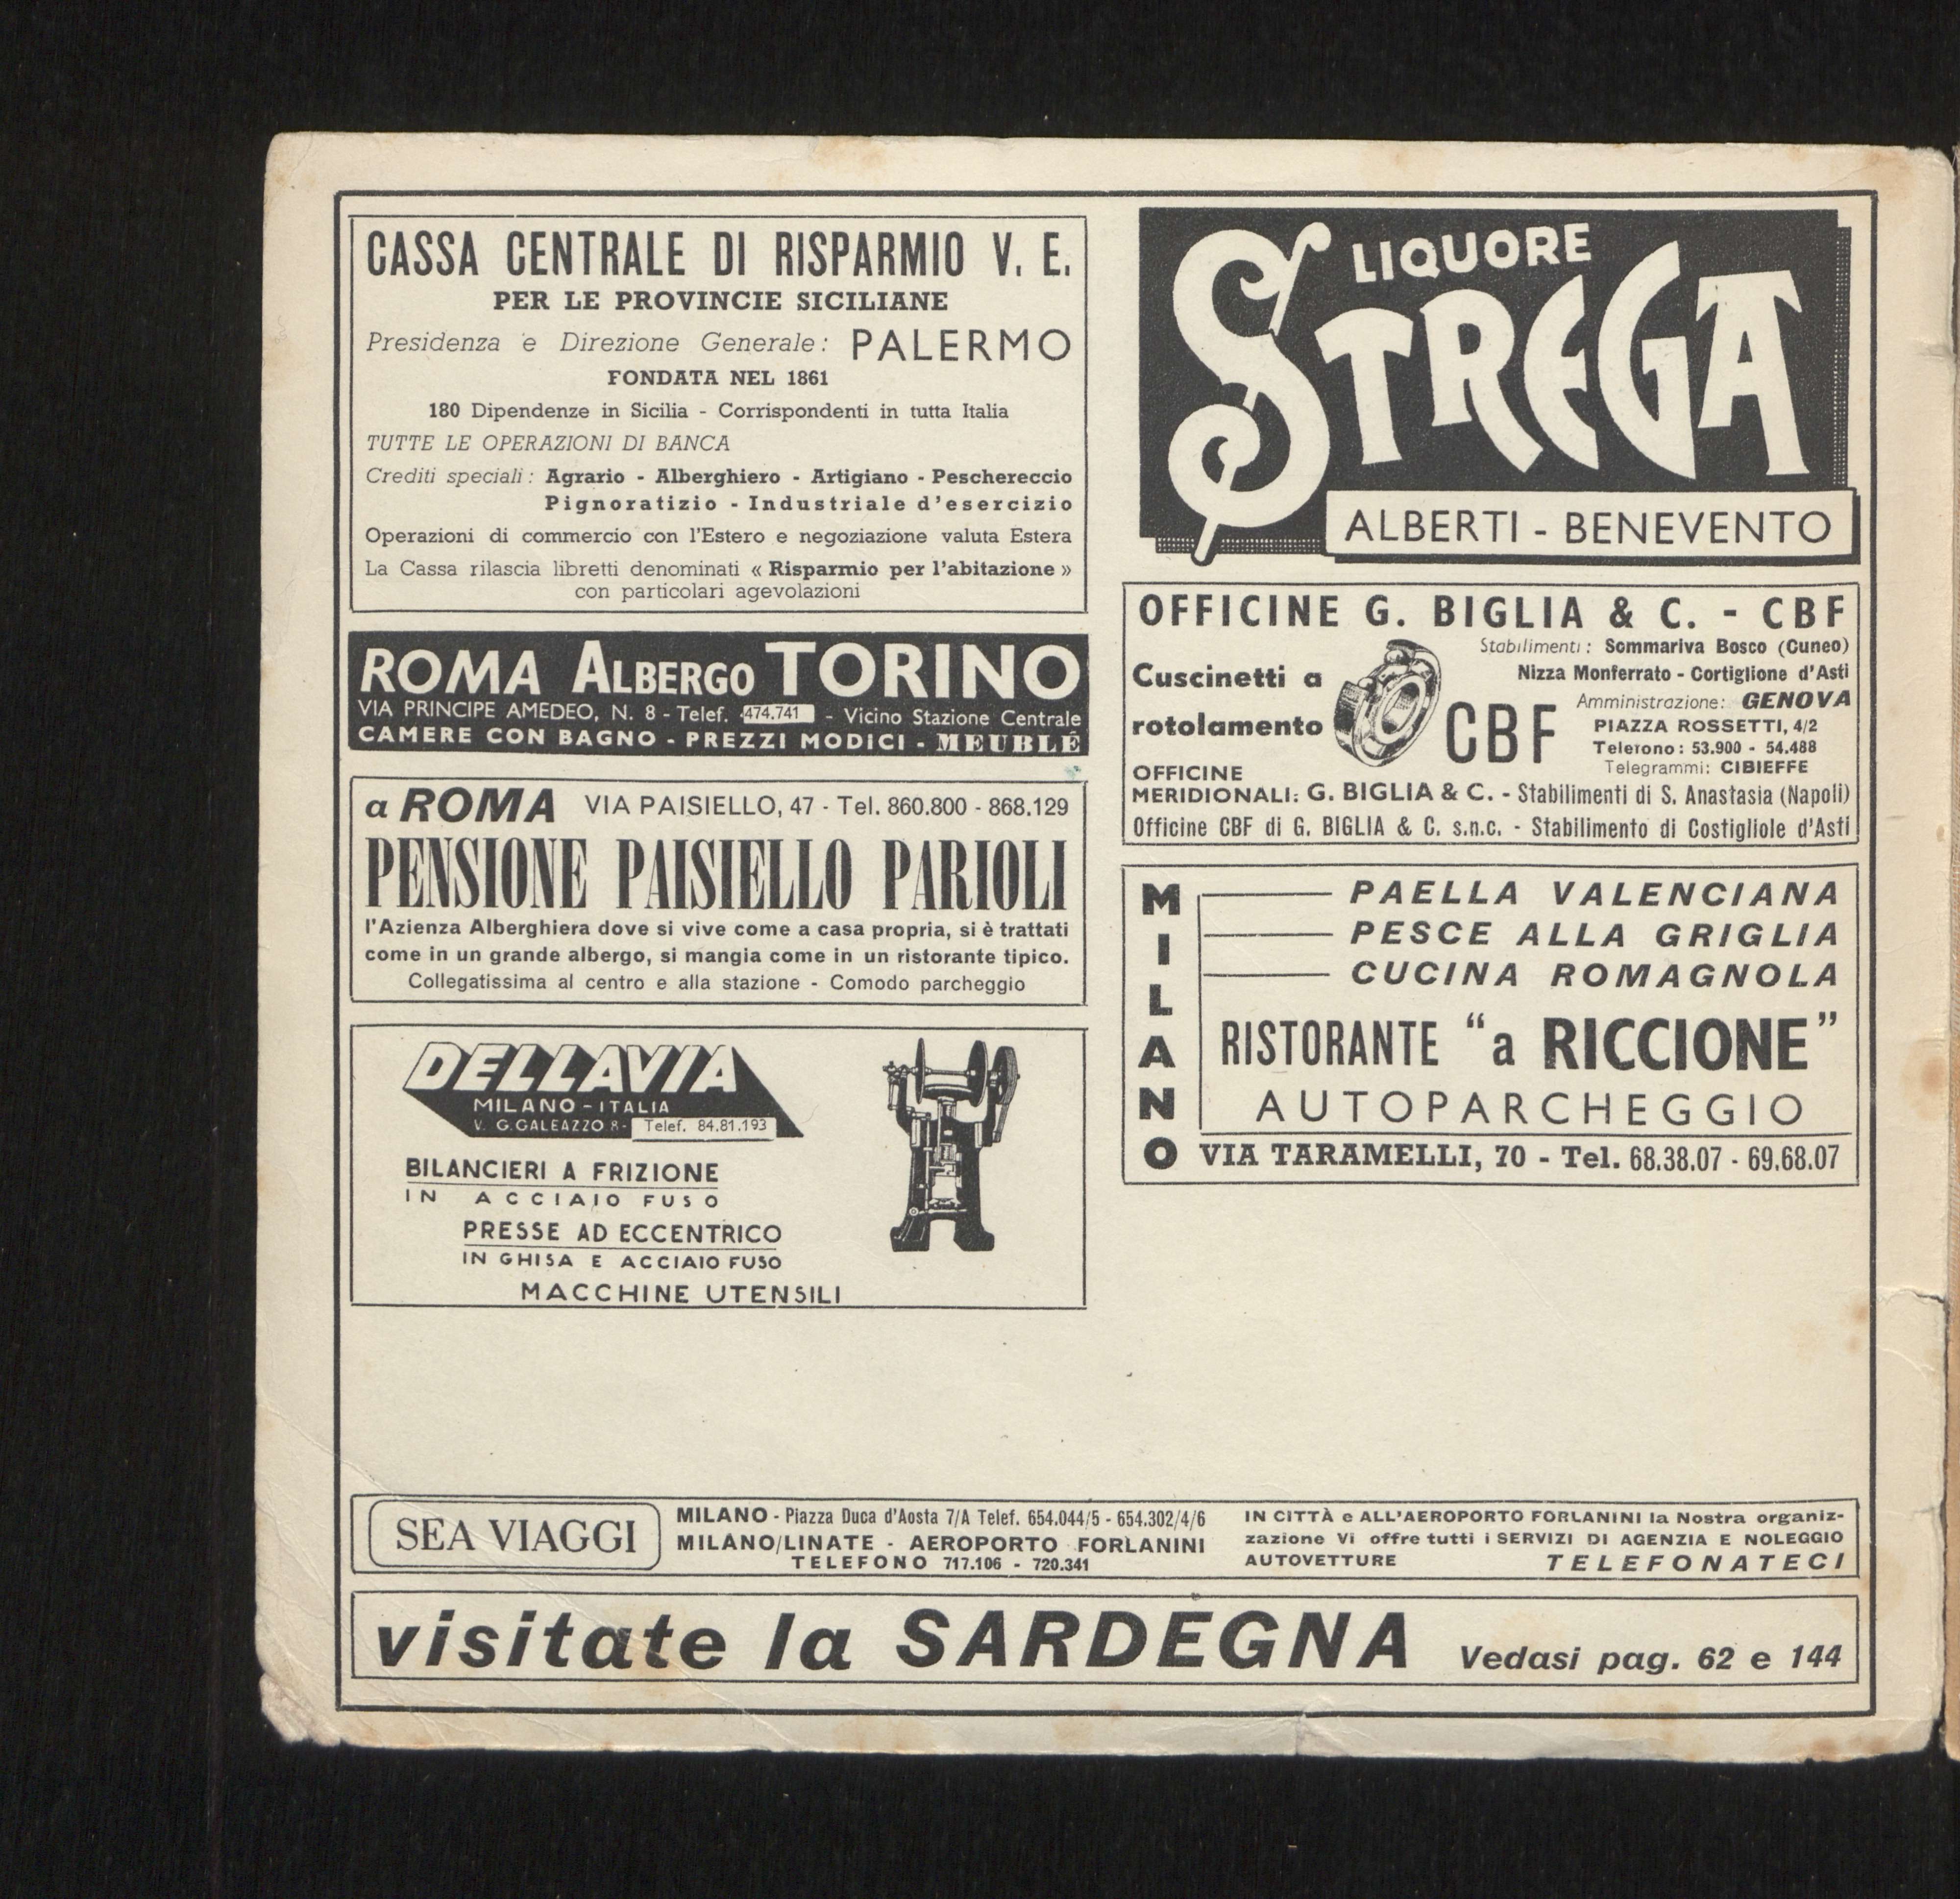 CASSA CENTRALE DI RISPARMIO V. E.
PER LE PROVINCIE SICILIANE
Presidenza e Direzione Generale: PALERMO
FONDATA NEL 1861
180 Dipendenze in Sicilia - Corrispondenti in tutta Italia
TUTTE LE OPERAZIONI DI BANCA
Crediti speciali: Agrario - Alberghiero - Artigiano - Peschereccio
Pignoratizio - Industriale d'esercizio
Operazioni di commercio con l'Estero e negoziazione valuta Estera
La Cassa rilascia libretti denominati « Risparmio per l'abitazione »
con particolari agevolazioni
ROMA ALBERGO TORINO
VIA PRINCIPE AMEDEO, N. 8 - Telef. 474.741 - Vicino Stazione Centrale
CAMERE CON BAGNO - PREZZI MODICI - MEUBLÉ
a ROMA VIA PAISIELLO, 47 - Tel. 860.800 - 868.129
PENSIONE PAISIELLO PARIOLI
l'Azienza Alberghiera dove si vive come a casa propria, si è trattati
come in un grande albergo, si mangia come in un ristorante tipico.
Collegatissima al centro e alla stazione - Comodo parcheggio
DELLAVIA
MILANO - ITALIA
V. G. GALEAZZO 8 - Telef. 84.81.193
BILANCIERI A FRIZIONE
IN ACCIAIO FUSO
PRESSE AD ECCENTRICO
IN GHISA E ACCIAIO FUSO
MACCHINE UTENSILI
LIQUORE
STREGA
ALBERTI - BENEVENTO
OFFICINE G. BIGLIA & C. - CBF
Stabilimenti: Sommariva Bosco (Cuneo)
Nizza Monferrato - Cortiglione d'Asti
Cuscinetti a
rotolamento
CBF
Amministrazione: GENOVA
PIAZZA ROSSETTI, 4/2
Telefono: 53.900 - 54.488
Telegrammi: CIBIEFFE
OFFICINE
MERIDIONALI: G. BIGLIA & C. - Stabilimenti di S. Anastasia (Napoli)
Officine CBF di G. BIGLIA & C. s.n.c. - Stabilimento di Costigliole d'Asti
MILANO
PAELLA VALENCIANA
PESCE ALLA GRIGLIA
CUCINA ROMAGNOLA
RISTORANTE "a RICCIONE"
AUTOPARCHEGGIO
VIA TARAMELLI, 70 - Tel. 68.38.07 - 69.68.07
SEA VIAGGI
MILANO - Piazza Duca d'Aosta 7/A Telef. 654.044/5 - 654.302/4/6
MILANO/LINATE - AEROPORTO FORLANINI
TELEFONO 717.106 - 720.341
IN CITTÀ e ALL'AEROPORTO FORLANINI la Nostra organiz-
zazione Vi offre tutti i SERVIZI DI AGENZIA E NOLEGGIO
AUTOVETTURE TELEFONATECI
visitate la SARDEGNA Vedasi pag. 62 e 144